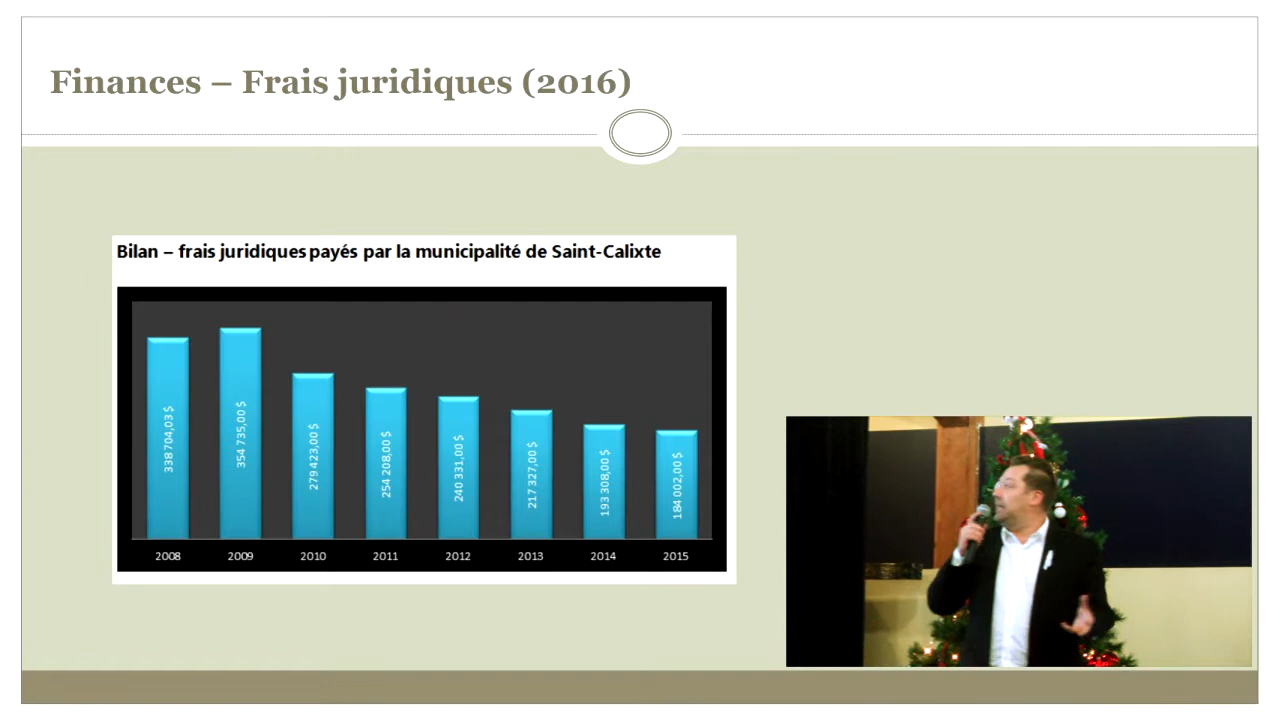 Finances – Frais juridiques (2016)
Bilan – frais juridiques payés par la municipalité de Saint-Calixte
338 704,03 $
354 735,00 $
279 423,00 $
254 208,00 $
240 331,00 $
217 327,00 $
193 308,00 $
184 002,00 $
2008 2009 2010 2011 2012 2013 2014 2015